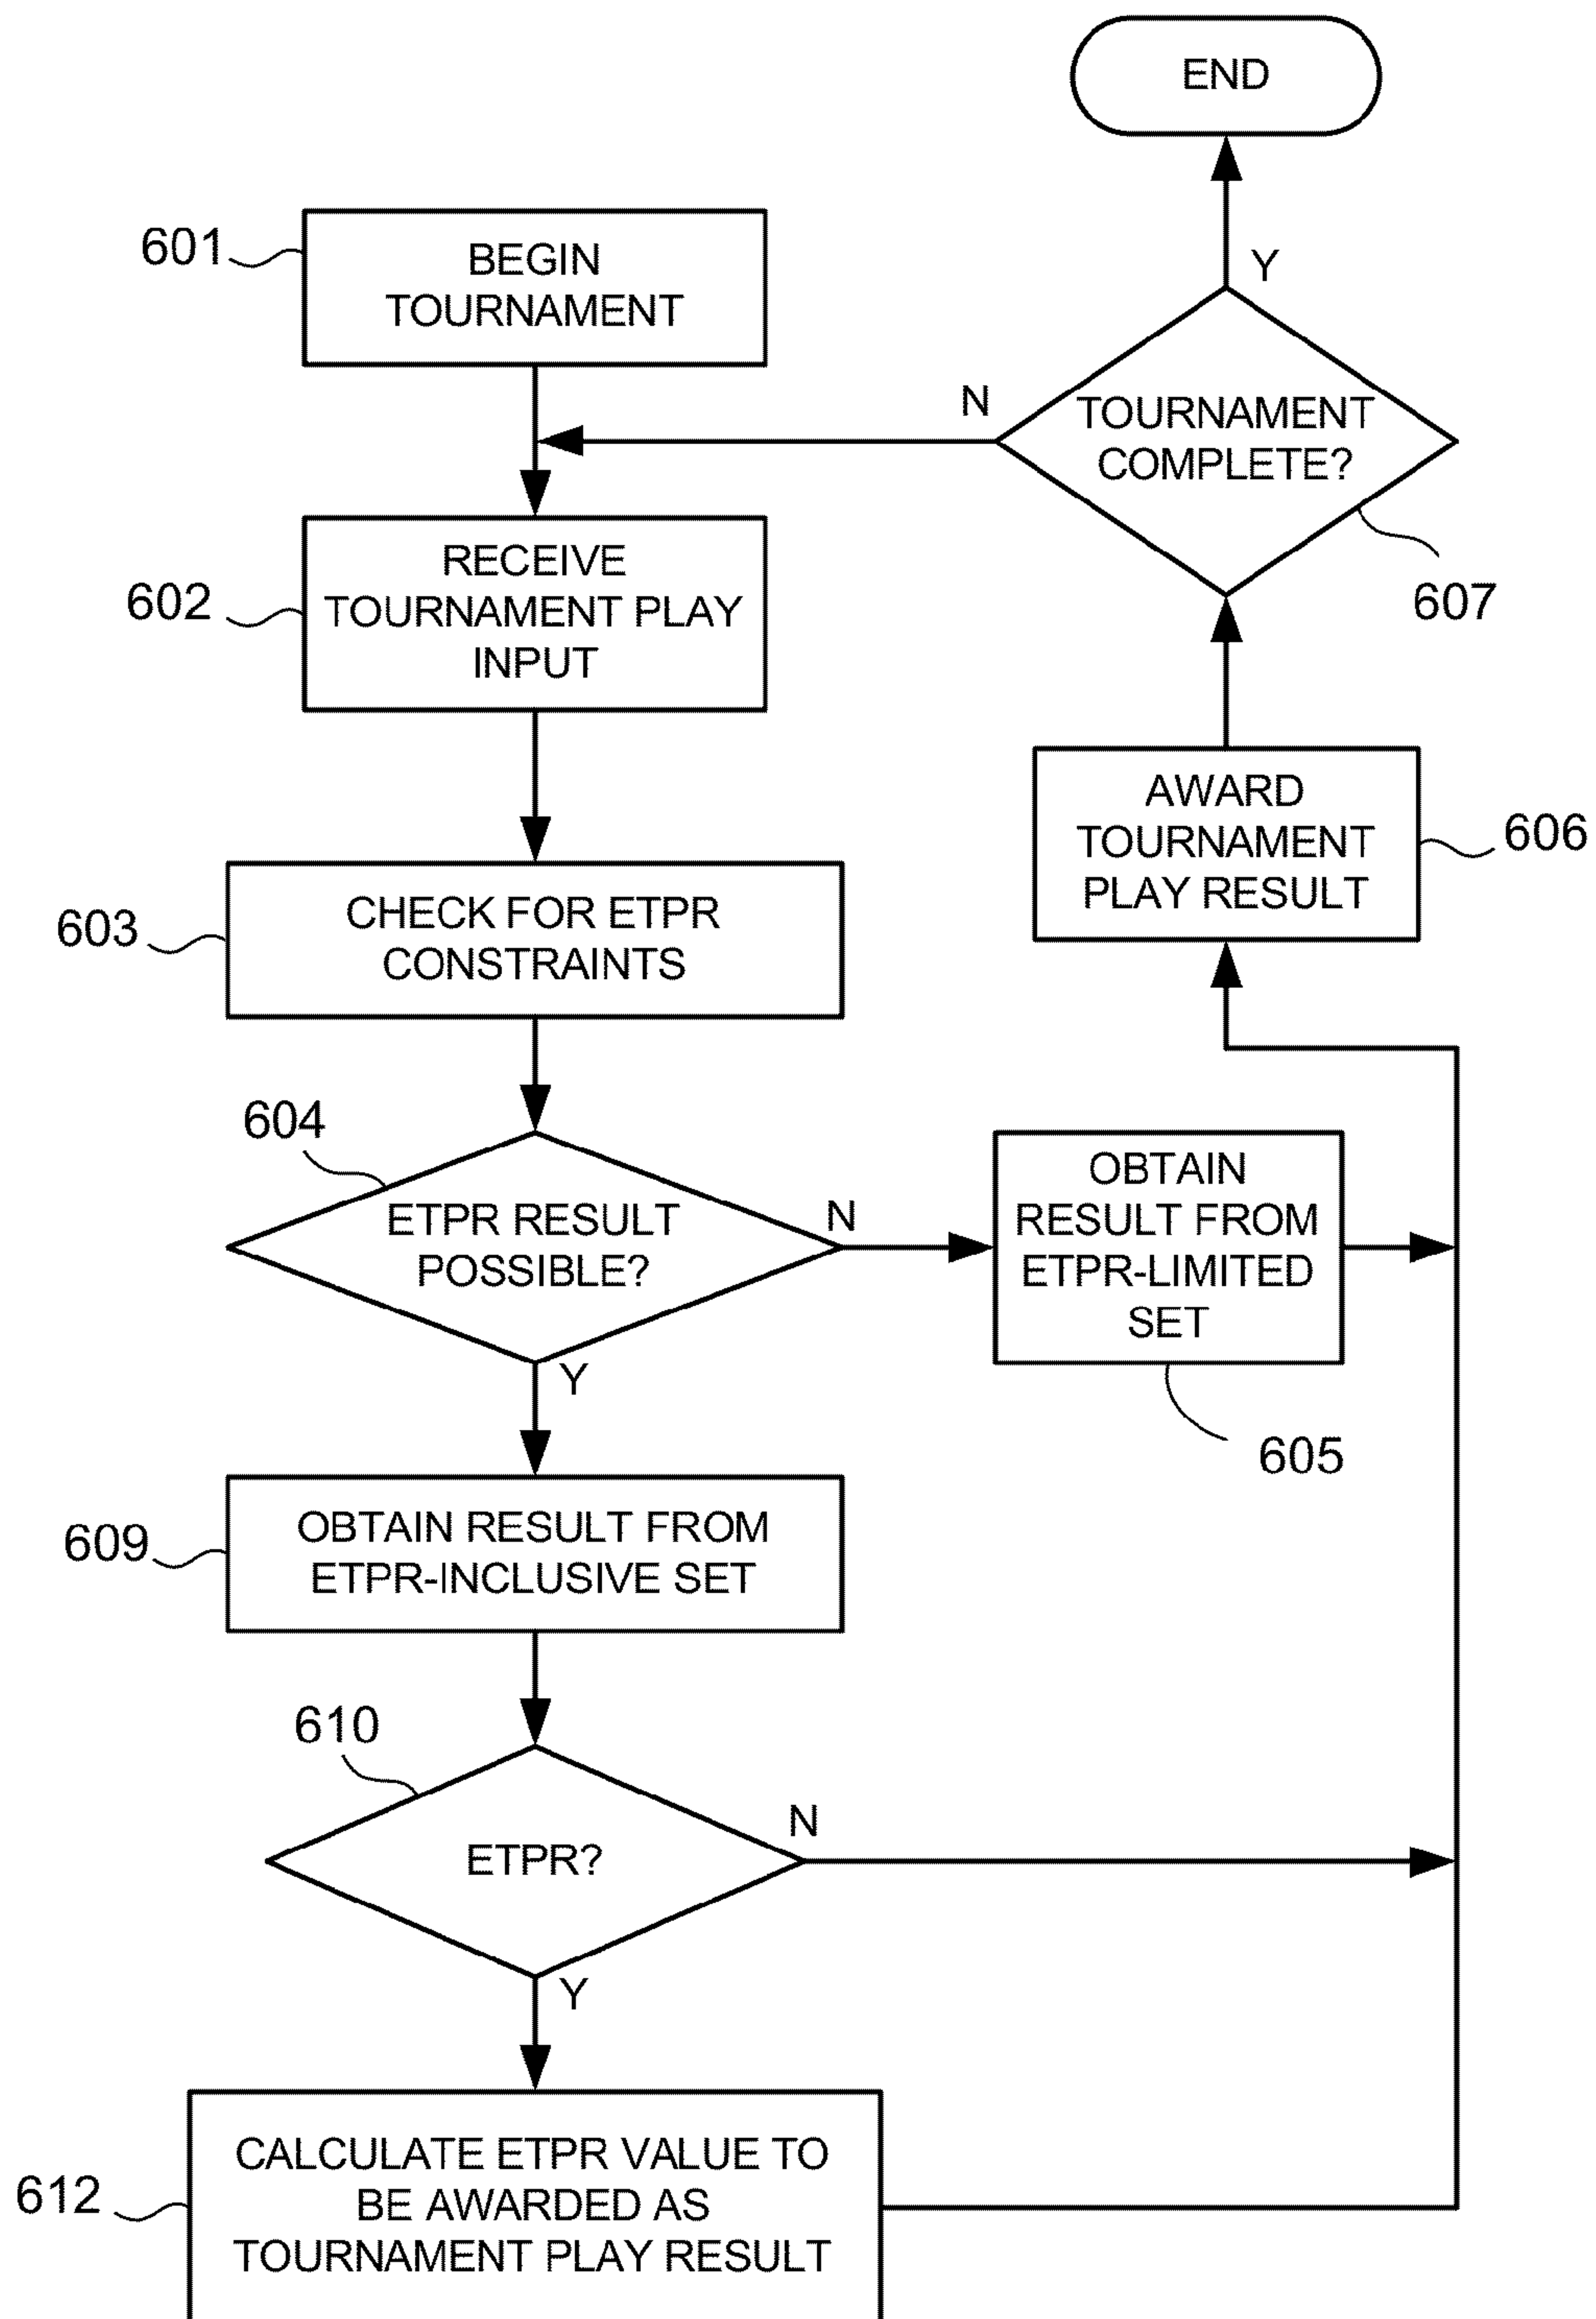 END
601
BEGIN
TOURNAMENT
Y
N
TOURNAMENT
COMPLETE?
607
602
RECEIVE
TOURNAMENT PLAY
INPUT
AWARD
TOURNAMENT
PLAY RESULT
606
603
CHECK FOR ETPR
CONSTRAINTS
604
ETPR RESULT
POSSIBLE?
N
Y
OBTAIN
RESULT FROM
ETPR-LIMITED
SET
605
609
OBTAIN RESULT FROM
ETPR-INCLUSIVE SET
610
ETPR?
N
Y
612
CALCULATE ETPR VALUE TO
BE AWARDED AS
TOURNAMENT PLAY RESULT